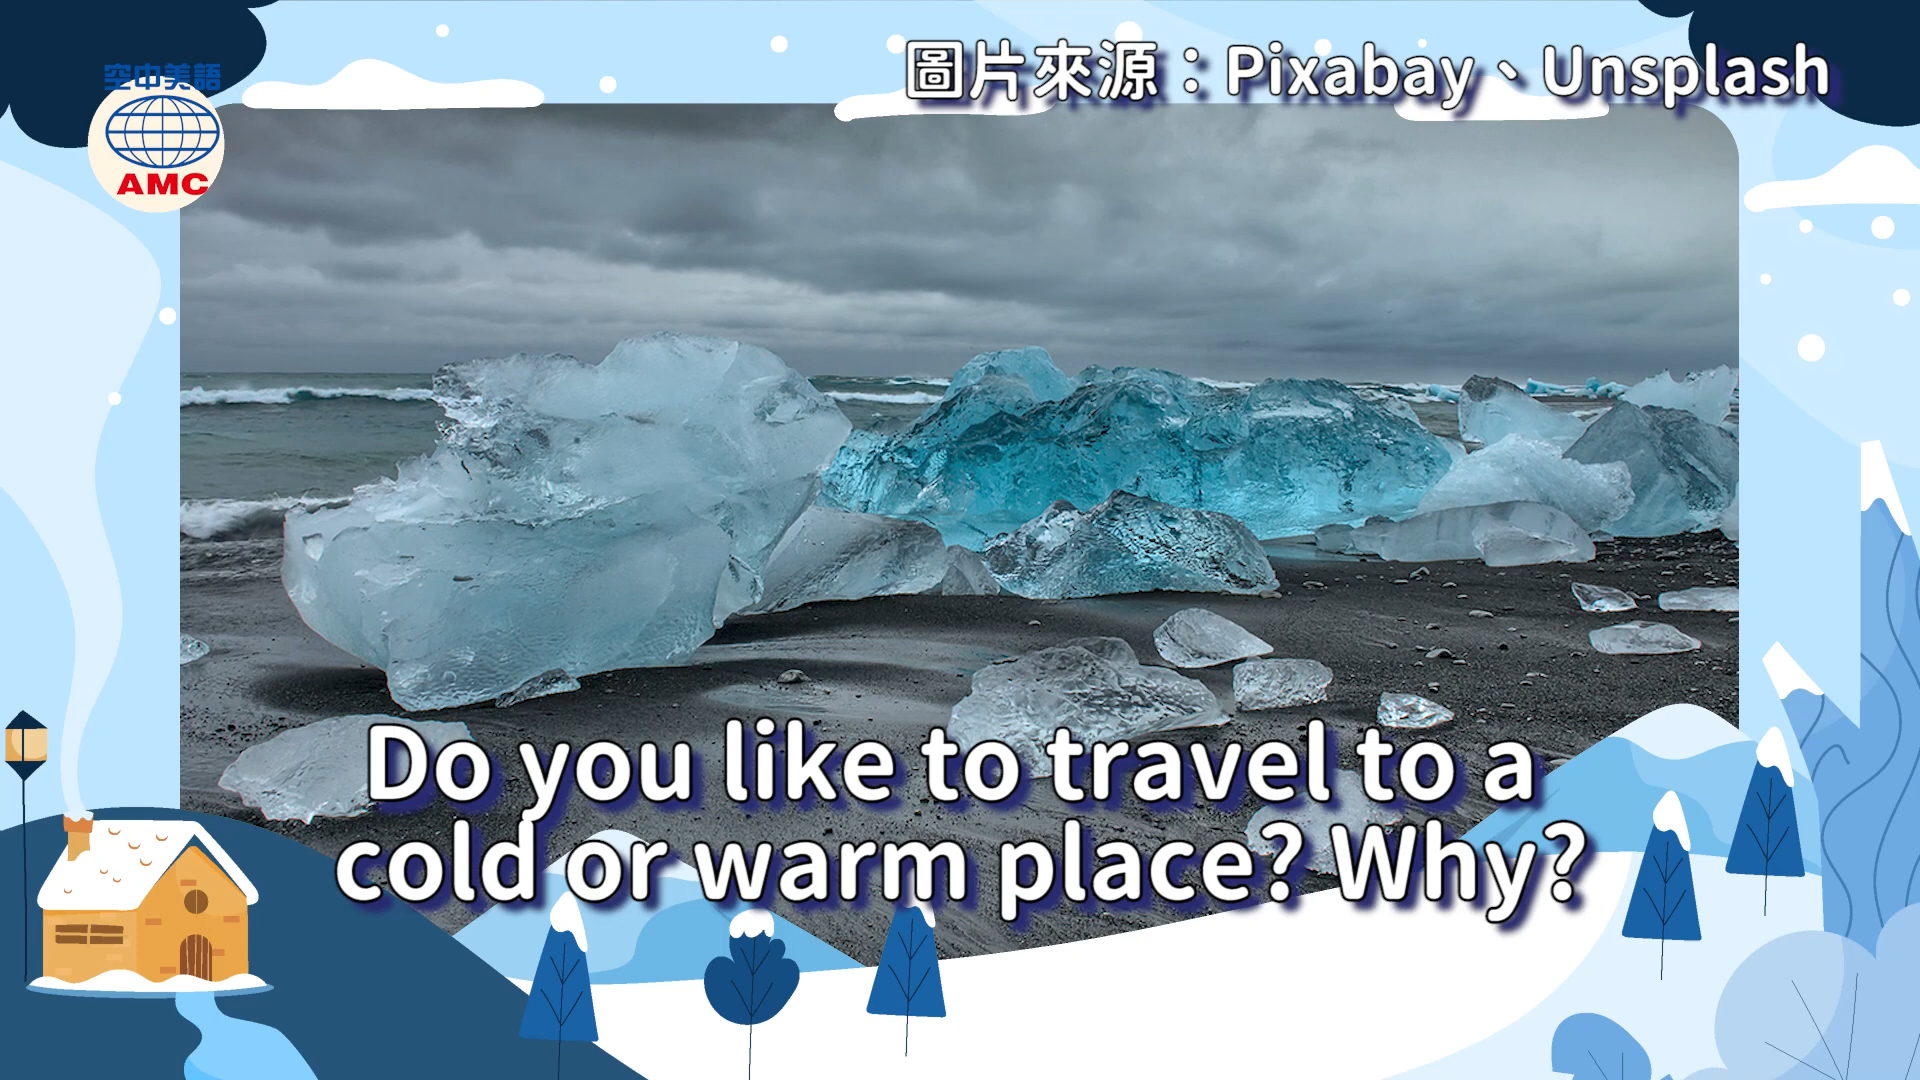 圖片來源：Pixabay、Unsplash
空中美語
AMC
Do you like to travel to a
cold or warm place? Why?